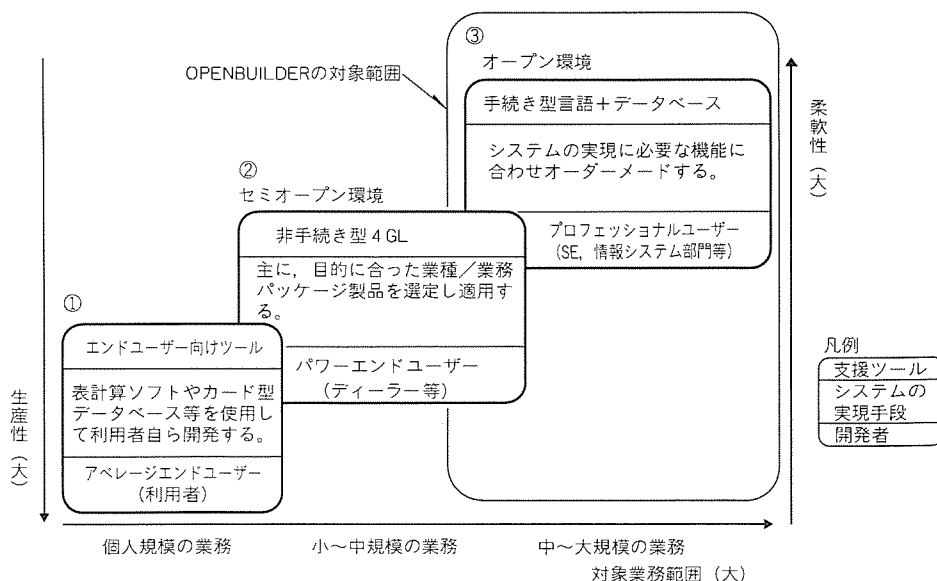 ③
オープン環境
OPENBUILDERの対象範囲
手続き型言語+データベース
システムの実現に必要な機能に
合わせオーダーメードする。
プロフェッショナルユーザー
(SE, 情報システム部門等)
柔軟性(大)
②
セミオープン環境
非手続き型4GL
主に,目的に合った業種/業務
パッケージ製品を選定し適用す
る。
パワーエンドユーザー
(ディーラー等)
①
エンドユーザー向けツール
表計算ソフトやカード型
データベース等を使用し
て利用者自ら開発する。
アベレージエンドユーザー
(利用者)
生産性(大)
凡例
支援ツール
システムの
実現手段
開発者
個人規模の業務
小~中規模の業務
中~大規模の業務
対象業務範囲(大)